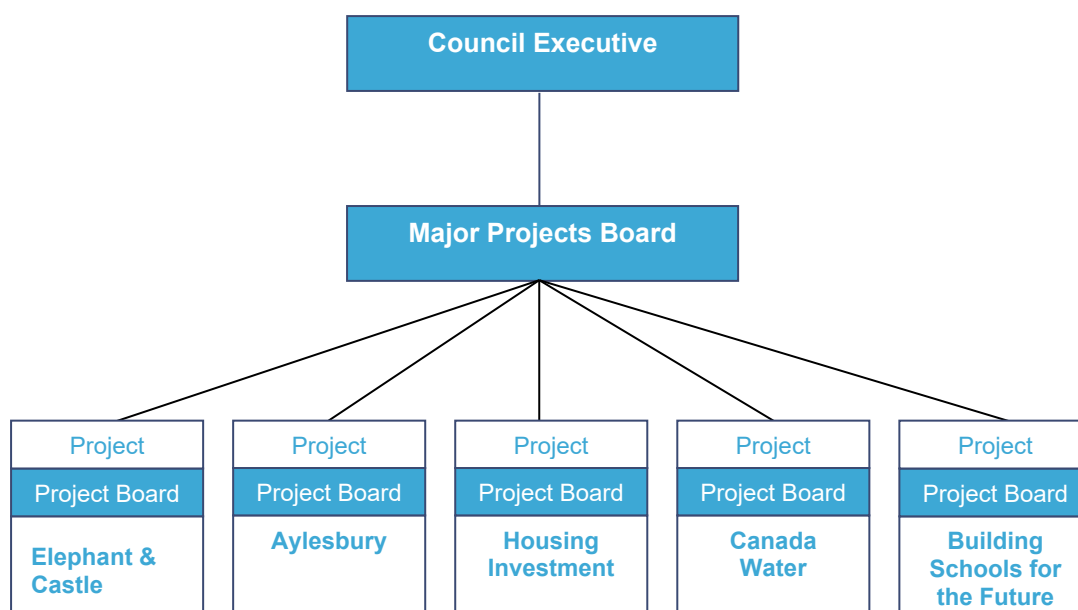 Council Executive
Major Projects Board
Project
Project Board
Elephant &
Castle
Project
Project Board
Aylesbury
Project
Project Board
Housing
Investment
Project
Project Board
Canada
Water
Project
Project Board
Building
Schools for
the Future